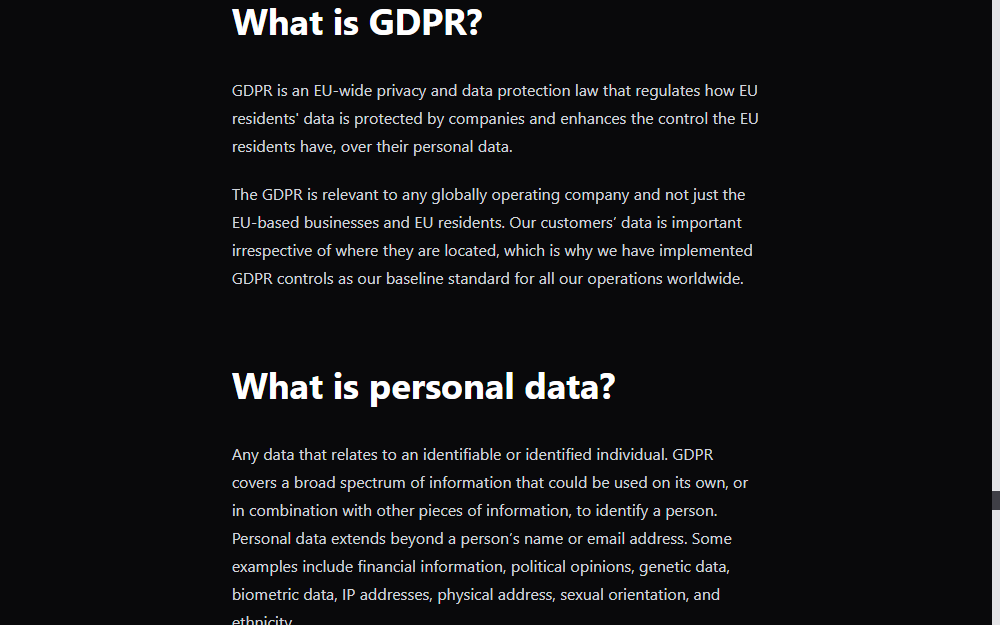 What is GDPR?
GDPR is an EU-wide privacy and data protection law that regulates how EU
residents' data is protected by companies and enhances the control the EU
residents have, over their personal data.
The GDPR is relevant to any globally operating company and not just the
EU-based businesses and EU residents. Our customers’ data is important
irrespective of where they are located, which is why we have implemented
GDPR controls as our baseline standard for all our operations worldwide.
What is personal data?
Any data that relates to an identifiable or identified individual. GDPR
covers a broad spectrum of information that could be used on its own, or
in combination with other pieces of information, to identify a person.
Personal data extends beyond a person’s name or email address. Some
examples include financial information, political opinions, genetic data,
biometric data, IP addresses, physical address, sexual orientation, and
ethnicity.